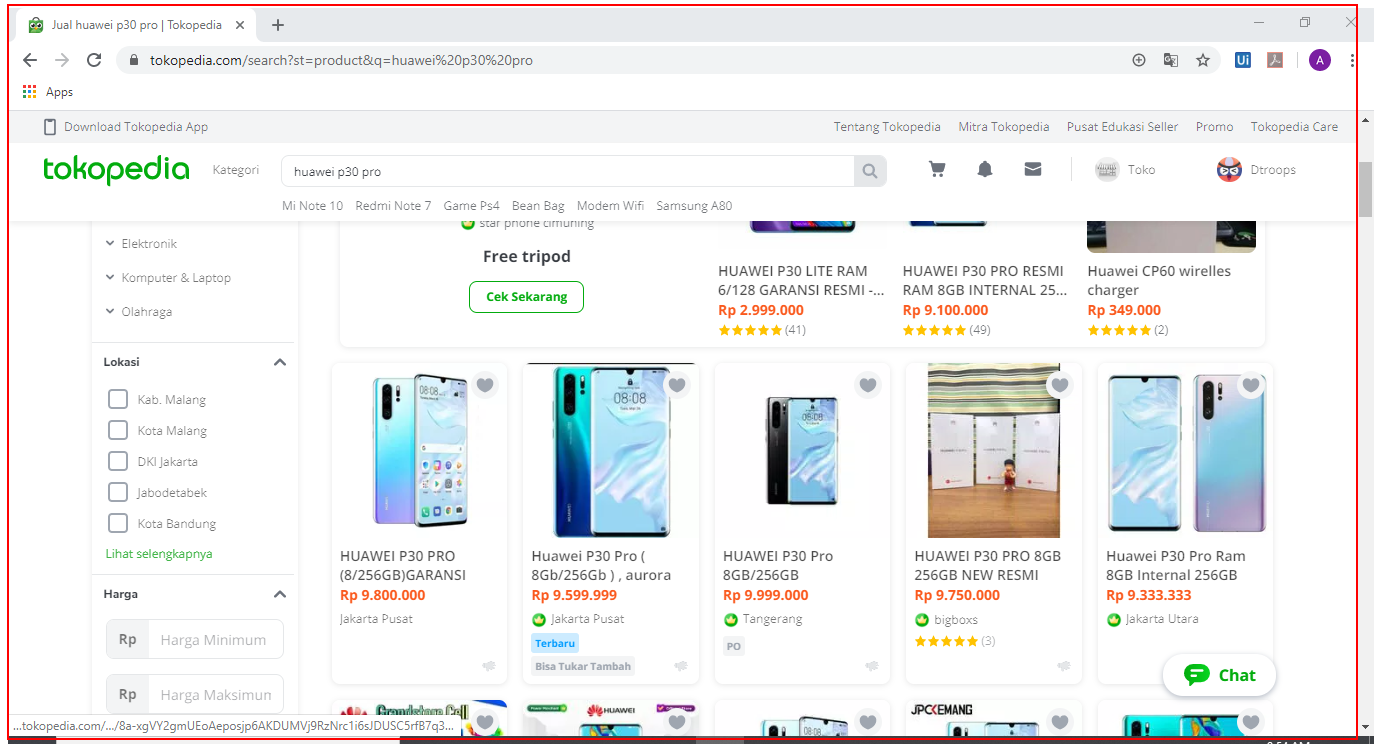 Jual huawei p30 pro | Tokopedia
tokopedia.com/search?st=product&q=huawei%20p30%20pro
Ui
A
Apps
Download Tokopedia App
Tentang Tokopedia
Mitra Tokopedia
Pusat Edukasi Seller
Promo
Tokopedia Care
tokopedia
Kategori
huawei p30 pro
Toko
Dtroops
Mi Note 10
Redmi Note 7
Game Ps4
Bean Bag
Modem Wifi
Samsung A80
Elektronik
Komputer & Laptop
Olahraga
Lokasi
Kab. Malang
Kota Malang
DKI Jakarta
Jabodetabek
Kota Bandung
Lihat selengkapnya
Harga
Rp Harga Minimum
Rp Harga Maksimum
star phone cimuning
Free tripod
Cek Sekarang
HUAWEI P30 LITE RAM
6/128 GARANSI RESMI -...
Rp 2.999.000
(41)
HUAWEI P30 PRO RESMI
RAM 8GB INTERNAL 25...
Rp 9.100.000
(49)
Huawei CP60 wirelles
charger
Rp 349.000
(2)
08:08
HUAWEI P30 PRO
(8/256GB)GARANSI
Rp 9.800.000
Jakarta Pusat
08:08
Huawei P30 Pro (
8Gb/256Gb ) , aurora
Rp 9.599.999
Jakarta Pusat
Terbaru
Bisa Tukar Tambah
08:08
HUAWEI P30 Pro
8GB/256GB
Rp 9.999.000
Tangerang
PO
HUAWEI P30 PRO 8GB
256GB NEW RESMI
Rp 9.750.000
bigboxs
(3)
Huawei P30 Pro Ram
8GB Internal 256GB
Rp 9.333.333
Jakarta Utara
Chat
Grandstore Cell
HUAWEI
JPCKEMANG
...tokopedia.com/.../8a-xgVY2gmUEoAeposjp6AKDUMVj9RzNrc1i6sJDUSC5rfB7q3...